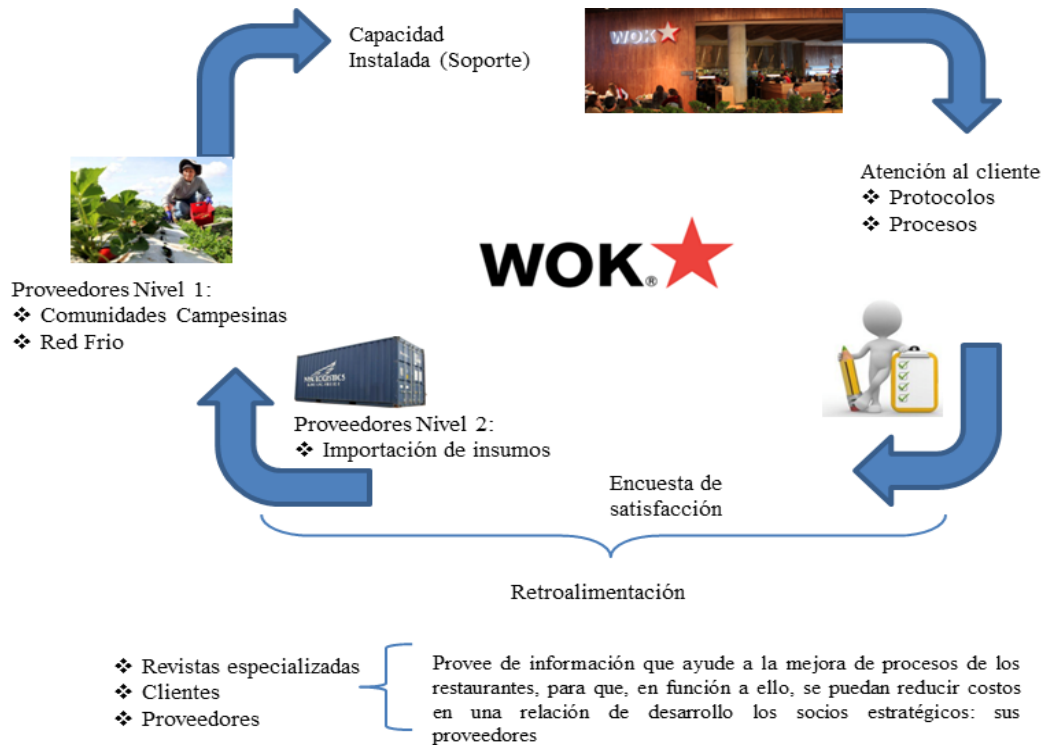 Capacidad
Instalada (Soporte)
WOK
Atención al cliente
❖ Protocolos
❖ Procesos
WOK®
Proveedores Nivel 1:
❖ Comunidades Campesinas
❖ Red Frio
Proveedores Nivel 2:
❖ Importación de insumos
Encuesta de
satisfacción
Retroalimentación
❖ Revistas especializadas
❖ Clientes
❖ Proveedores
Provee de información que ayude a la mejora de procesos de los
restaurantes, para que, en función a ello, se puedan reducir costos
en una relación de desarrollo los socios estratégicos: sus
proveedores